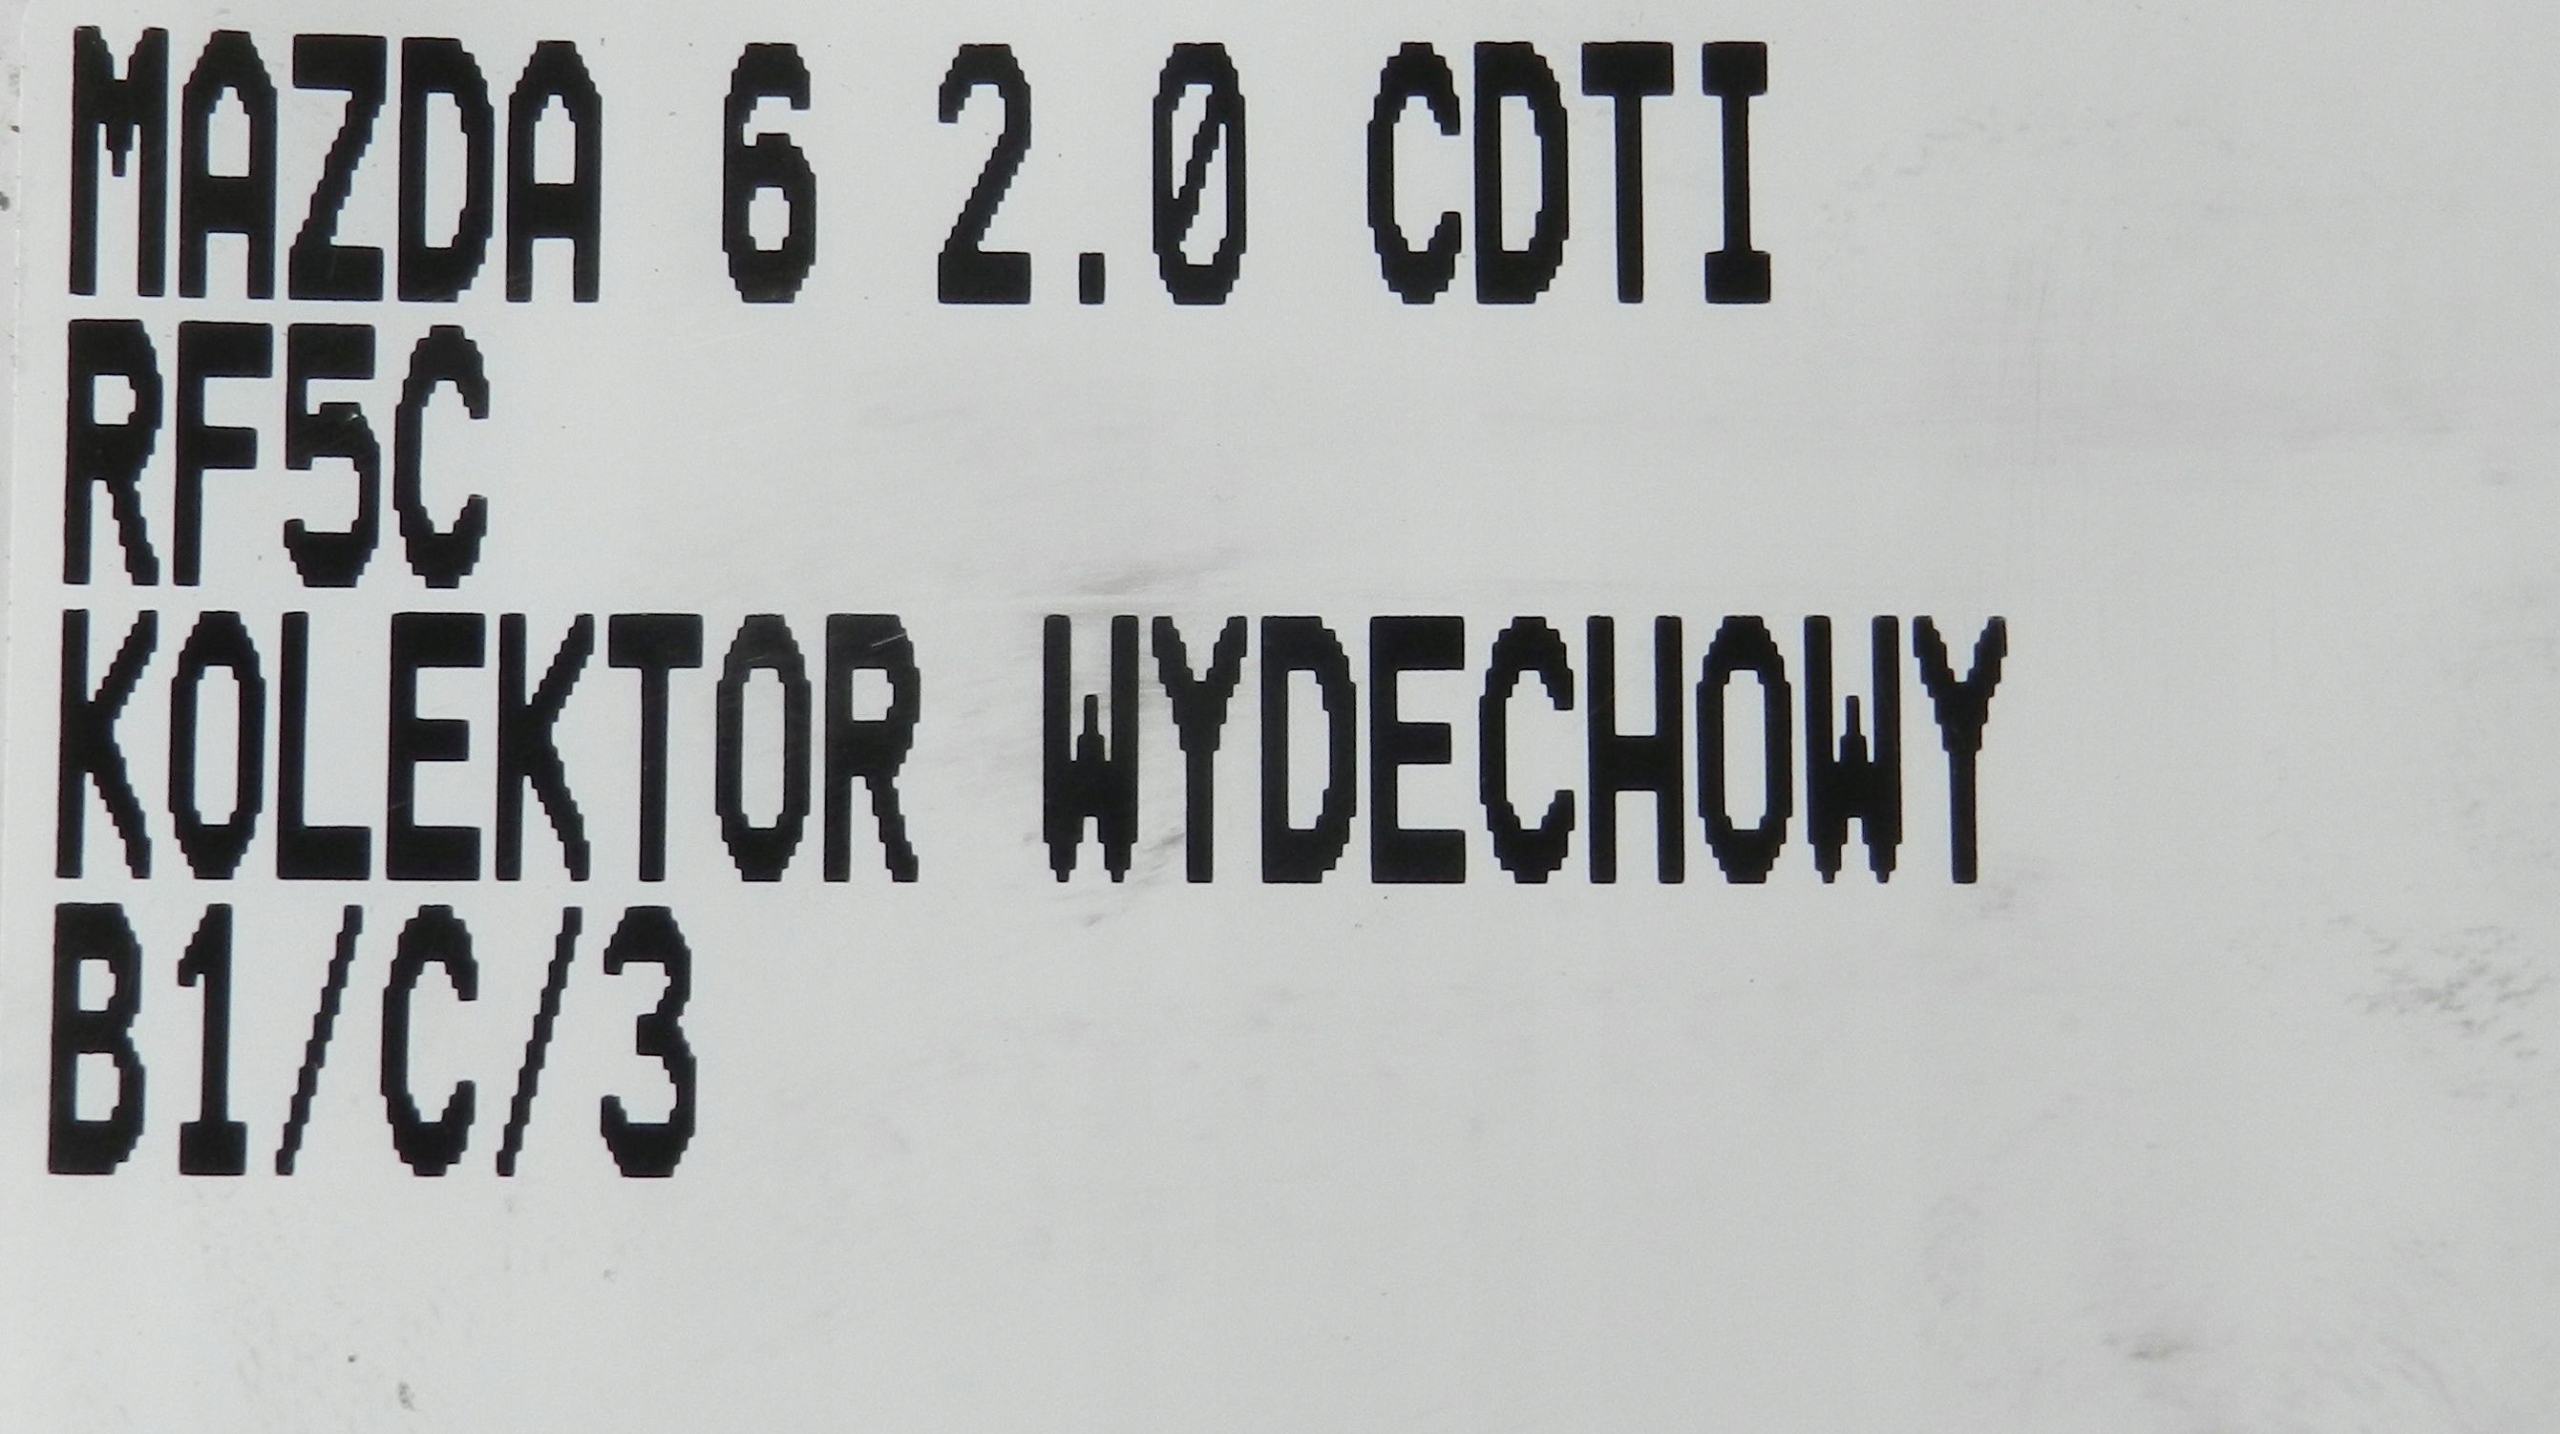 MAZDA 6 2.0 CDTI
RF5C
KOLEKTOR WYDECHOWY
B1/C/3